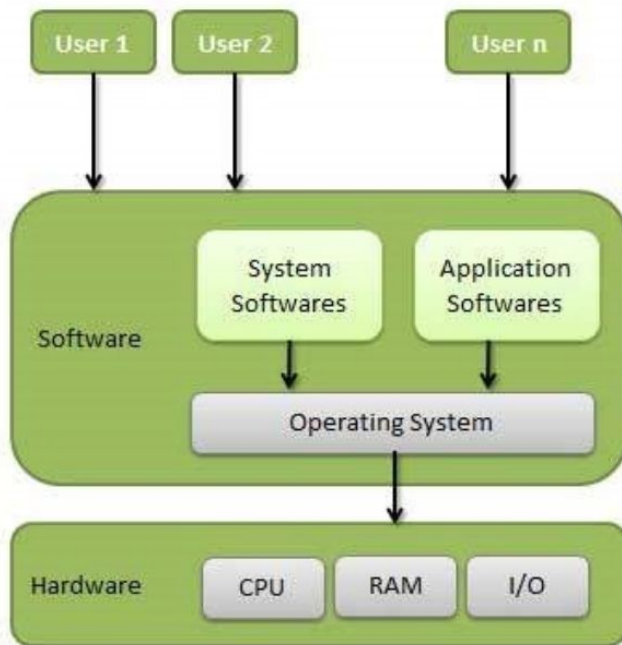 User 1
User 2
User n
System
Softwares
Application
Softwares
Software
Operating System
Hardware
CPU
RAM
I/O